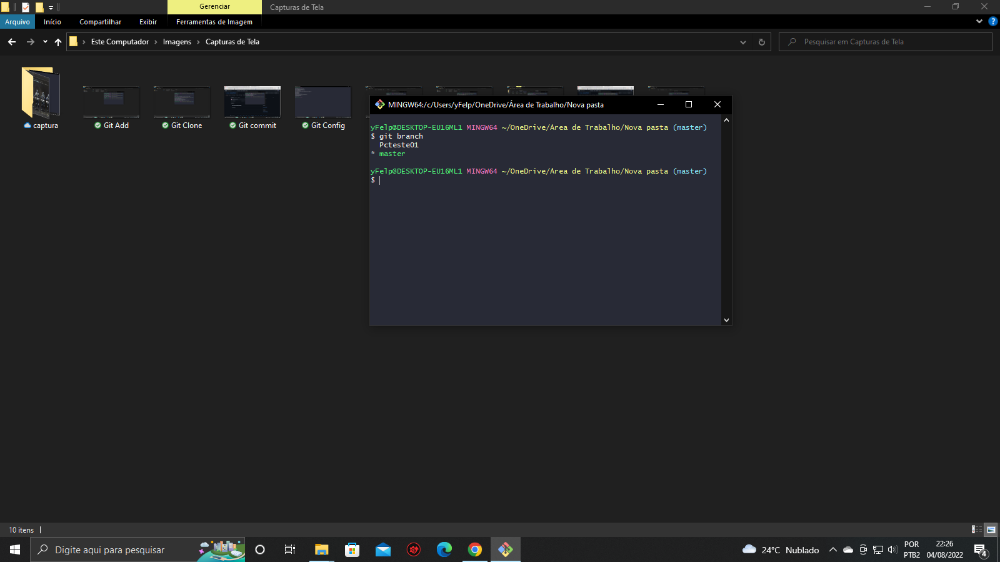 Gerenciar
Capturas de Tela
Arquivo
Início
Compartilhar
Exibir
Ferramentas de Imagem
Este Computador > Imagens > Capturas de Tela
Pesquisar em Capturas de Tela
captura
Git Add
Git Clone
Git commit
Git Config
MINGW64:/c/Users/yFelp/OneDrive/Área de Trabalho/Nova pasta
yFelp@DESKTOP-EU16ML1 MINGW64 ~/OneDrive/Área de Trabalho/Nova pasta (master)
$ git branch
Pcteste01
* master
yFelp@DESKTOP-EU16ML1 MINGW64 ~/OneDrive/Área de Trabalho/Nova pasta (master)
$
10 itens
Digite aqui para pesquisar
24°C Nublado
POR
PTB2
22:26
04/08/2022
4